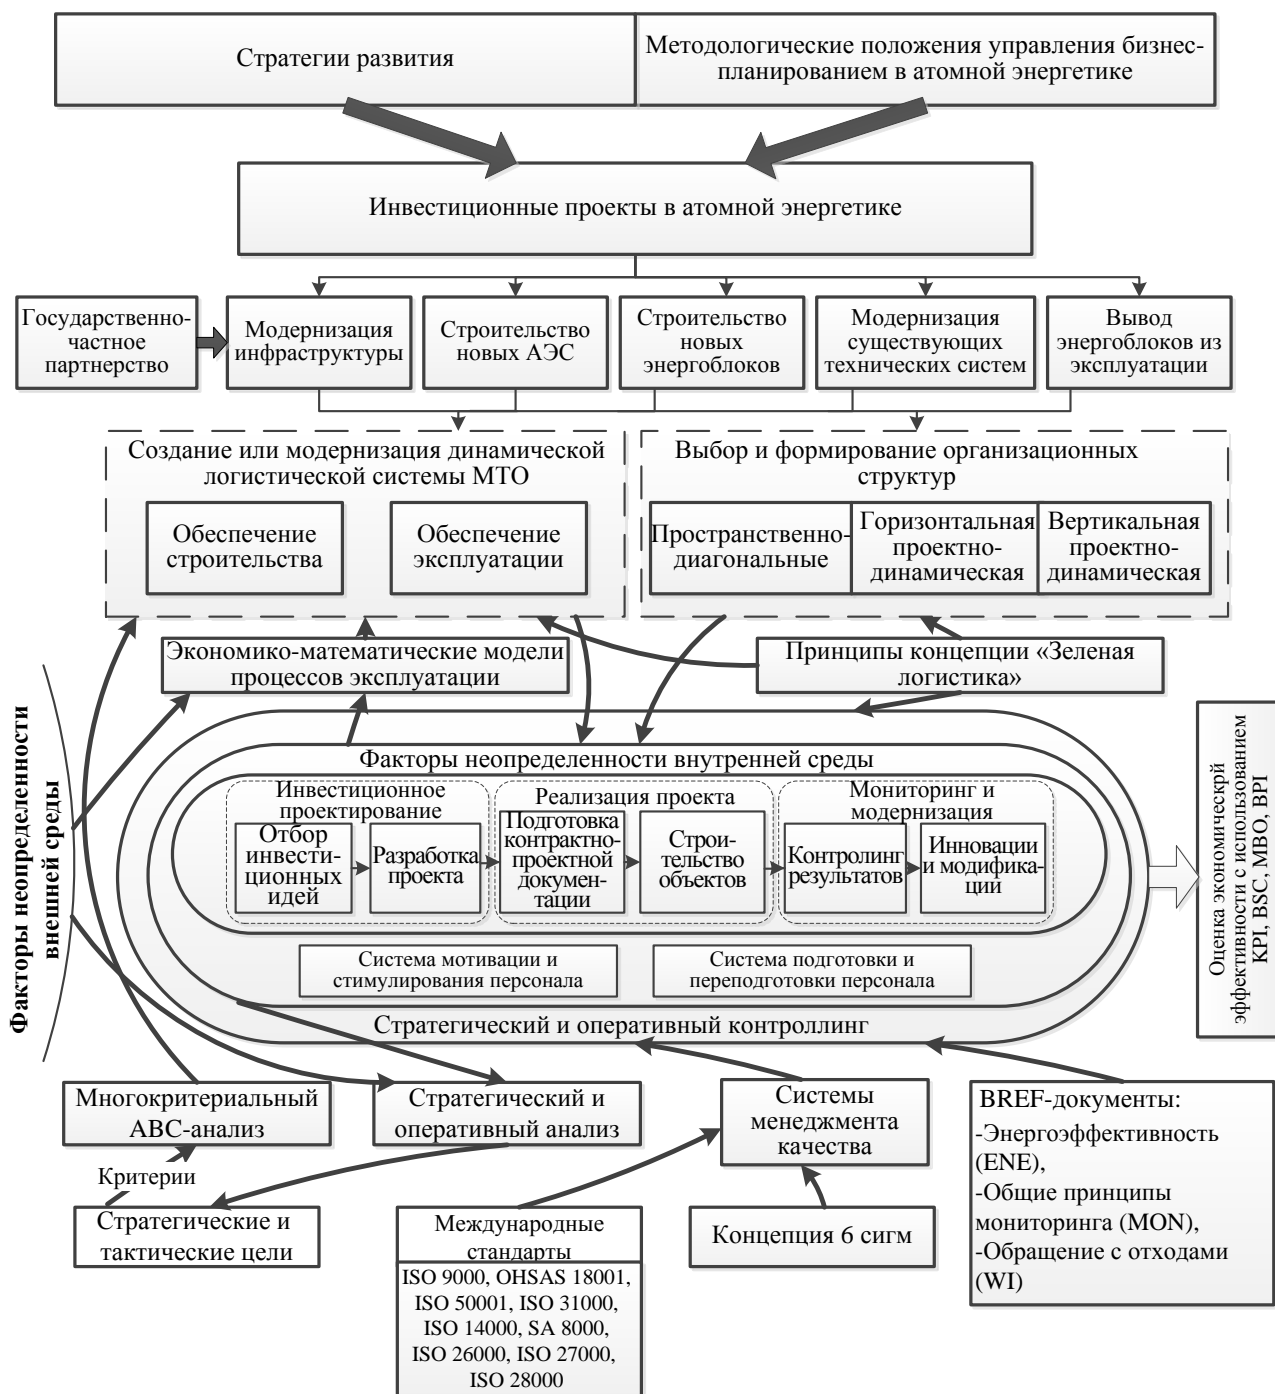 Стратегии развития
Методологические положения управления бизнес-
планированием в атомной энергетике
Инвестиционные проекты в атомной энергетике
Государственно-
частное
партнерство
Модернизация
инфраструктуры
Строительство
новых АЭС
Строительство
новых
энергоблоков
Модернизация
существующих
технических систем
Вывод
энергоблоков из
эксплуатации
Создание или модернизация динамической
логистической системы МТО
Обеспечение
строительства
Обеспечение
эксплуатации
Выбор и формирование организационных
структур
Пространственно-
диагональные
Горизонтальная
проектно-
динамическая
Вертикальная
проектно-
динамическая
Экономико-математические модели
процессов эксплуатации
Принципы концепции «Зеленая
логистика»
Факторы неопределенности
внешней среды
Факторы неопределенности внутренней среды
Инвестиционное
проектирование
Отбор
инвести-
ционных
идей
Разработка
проекта
Реализация проекта
Подготовка
контрактно-
проектной
докумен-
тации
Строи-
тельство
объектов
Мониторинг и
модернизация
Контролинг
результатов
Инновации
и модифика-
ции
Система мотивации и
стимулирования персонала
Система подготовки и
переподготовки персонала
Стратегический и оперативный контроллинг
Оценка экономическрй
эффективности с использованием
KPI, BSC, MBO, BPI
Многокритериальный
АВС-анализ
Стратегический и
оперативный анализ
Системы
менеджмента
качества
Критерии
Стратегические и
тактические цели
Международные
стандарты
ISO 9000, OHSAS 18001,
ISO 50001, ISO 31000,
ISO 14000, SA 8000,
ISO 26000, ISO 27000,
ISO 28000
Концепция 6 сигм
BREF-документы:
-Энергоэффективность
(ENE),
-Общие принципы
мониторинга (MON),
-Обращение с отходами
(WI)